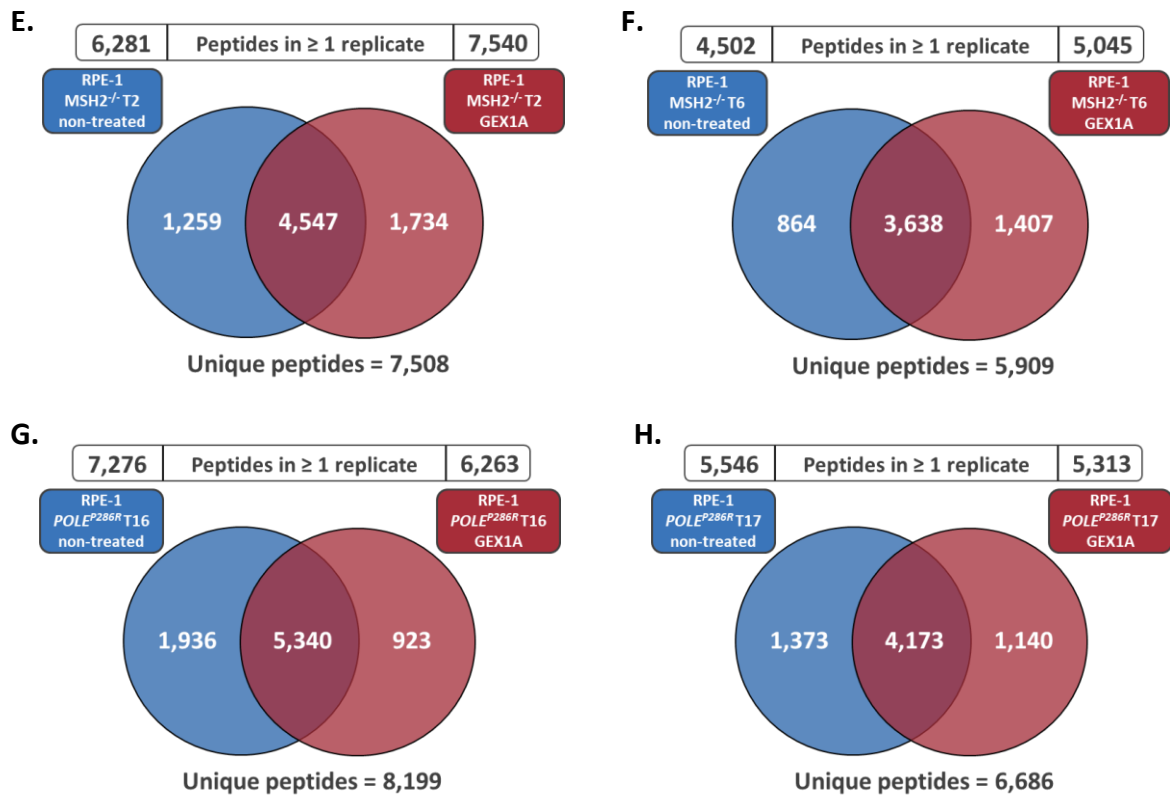 E.
6,281 Peptides in ≥ 1 replicate 7,540
RPE-1
MSH2-/- T2
non-treated
RPE-1
MSH2-/- T2
GEX1A
1,259 4,547 1,734
Unique peptides = 7,508
F.
4,502 Peptides in ≥ 1 replicate 5,045
RPE-1
MSH2-/- T6
non-treated
RPE-1
MSH2-/- T6
GEX1A
864 3,638 1,407
Unique peptides = 5,909
G.
7,276 Peptides in ≥ 1 replicate 6,263
RPE-1
POLEP286R T16
non-treated
RPE-1
POLEP286R T16
GEX1A
1,936 5,340 923
Unique peptides = 8,199
H.
5,546 Peptides in ≥ 1 replicate 5,313
RPE-1
POLEP286R T17
non-treated
RPE-1
POLEP286R T17
GEX1A
1,373 4,173 1,140
Unique peptides = 6,686